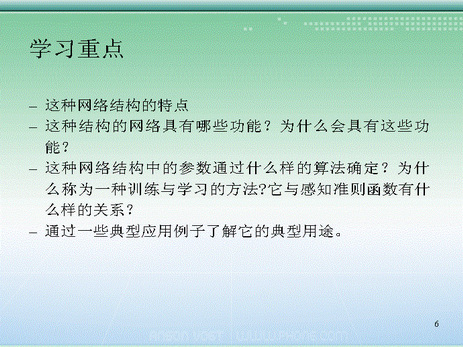 学习重点
– 这种网络结构的特点
– 这种结构的网络具有哪些功能？为什么会具有这些功
能？
– 这种网络结构中的参数通过什么样的算法确定？为什
么称为一种训练与学习的方法?它与感知准则函数有什
么样的关系？
– 通过一些典型应用例子了解它的典型用途。
6